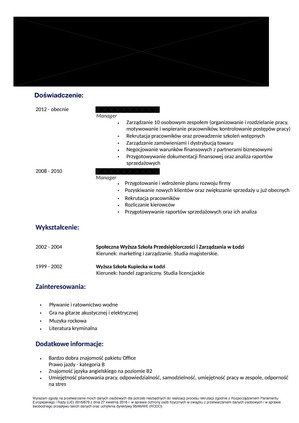 Doświadczenie:
2012 - obecnie
Manager
Zarządzanie 10 osobowym zespołem (organizowanie i rozdzielanie pracy,
motywowanie i wspieranie pracowników, kontrolowanie postępów pracy)
Rekrutacja pracowników oraz prowadzenie szkoleń wstępnych
Zarządzanie zamówieniami i dystrybucją towaru
Negocjowanie warunków finansowych z partnerami biznesowymi
Przygotowywanie dokumentacji finansowej oraz analiza raportów
sprzedażowych
2008 - 2010
Manager
Przygotowanie i wdrożenie planu rozwoju firmy
Pozyskiwanie nowych klientów oraz zwiększanie sprzedaży u już obecnych
Rekrutacja pracowników
Rozliczanie kierowców
Przygotowywanie raportów sprzedażowych oraz ich analiza
Wykształcenie:
2002 - 2004 Społeczna Wyższa Szkoła Przedsiębiorczości i Zarządzania w Łodzi
Kierunek: marketing i zarządzanie. Studia magisterskie.
1999 - 2002 Wyższa Szkoła Kupiecka w Łodzi
Kierunek: handel zagraniczny. Studia licencjackie
Zainteresowania:
Pływanie i ratownictwo wodne
Gra na gitarze akustycznej i elektrycznej
Muzyka rockowa
Literatura kryminalna
Dodatkowe informacje:
Bardzo dobra znajomość pakietu Office
Prawo jazdy - kategoria B
Znajomość języka angielskiego na poziomie B2
Umiejętność planowania pracy, odpowiedzialność, samodzielność, umiejętność pracy w zespole, odporność
na stres
Wyrażam zgodę na przetwarzanie moich danych osobowych dla potrzeb niezbędnych do realizacji procesu rekrutacji zgodnie z Rozporządzeniem Parlamentu
Europejskiego i Rady (UE) 2016/679 z dnia 27 kwietnia 2016 r. w sprawie ochrony osób fizycznych w związku z przetwarzaniem danych osobowych i w sprawie
swobodnego przepływu takich danych oraz uchylenia dyrektywy 95/46/WE (RODO)